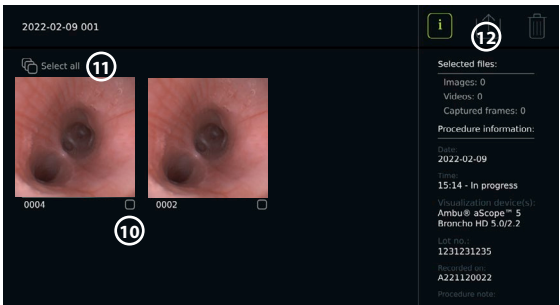 2022-02-09 001
i
12
Select all
11
0004
0002
10
Selected files:
Images: 0
Videos: 0
Captured frames: 0
Procedure information:
Date:
2022-02-09
Time:
15:14 - In progress
Visualization device(s):
Ambu® aScope™ 5
Broncho HD 5.0/2.2
Lot no.:
1231231235
Recorded on:
A221120022
Procedure note: